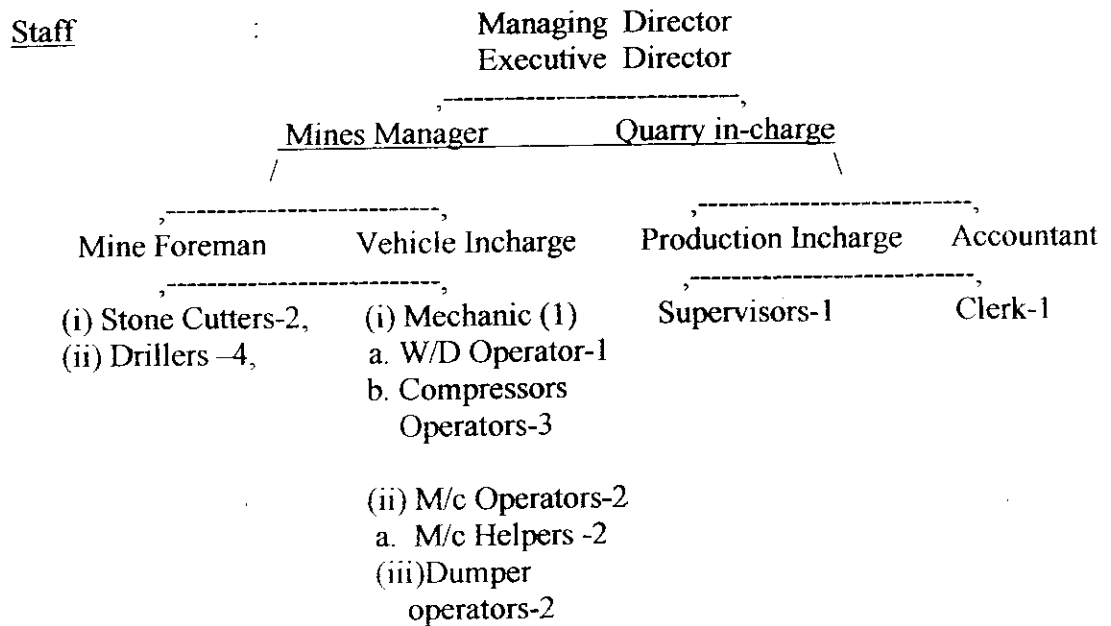 Staff : Managing Director
Executive Director
,---------------------------,
Mines Manager Quarry in-charge
/ \
,-------------------------, ,-------------------------,
Mine Foreman Vehicle Incharge Production Incharge Accountant
,-------------------------, ,-------------------------,
(i) Stone Cutters-2, (i) Mechanic (1) Supervisors-1 Clerk-1
(ii) Drillers –4, a. W/D Operator-1
b. Compressors
Operators-3
(ii) M/c Operators-2
a. M/c Helpers -2
(iii)Dumper
operators-2